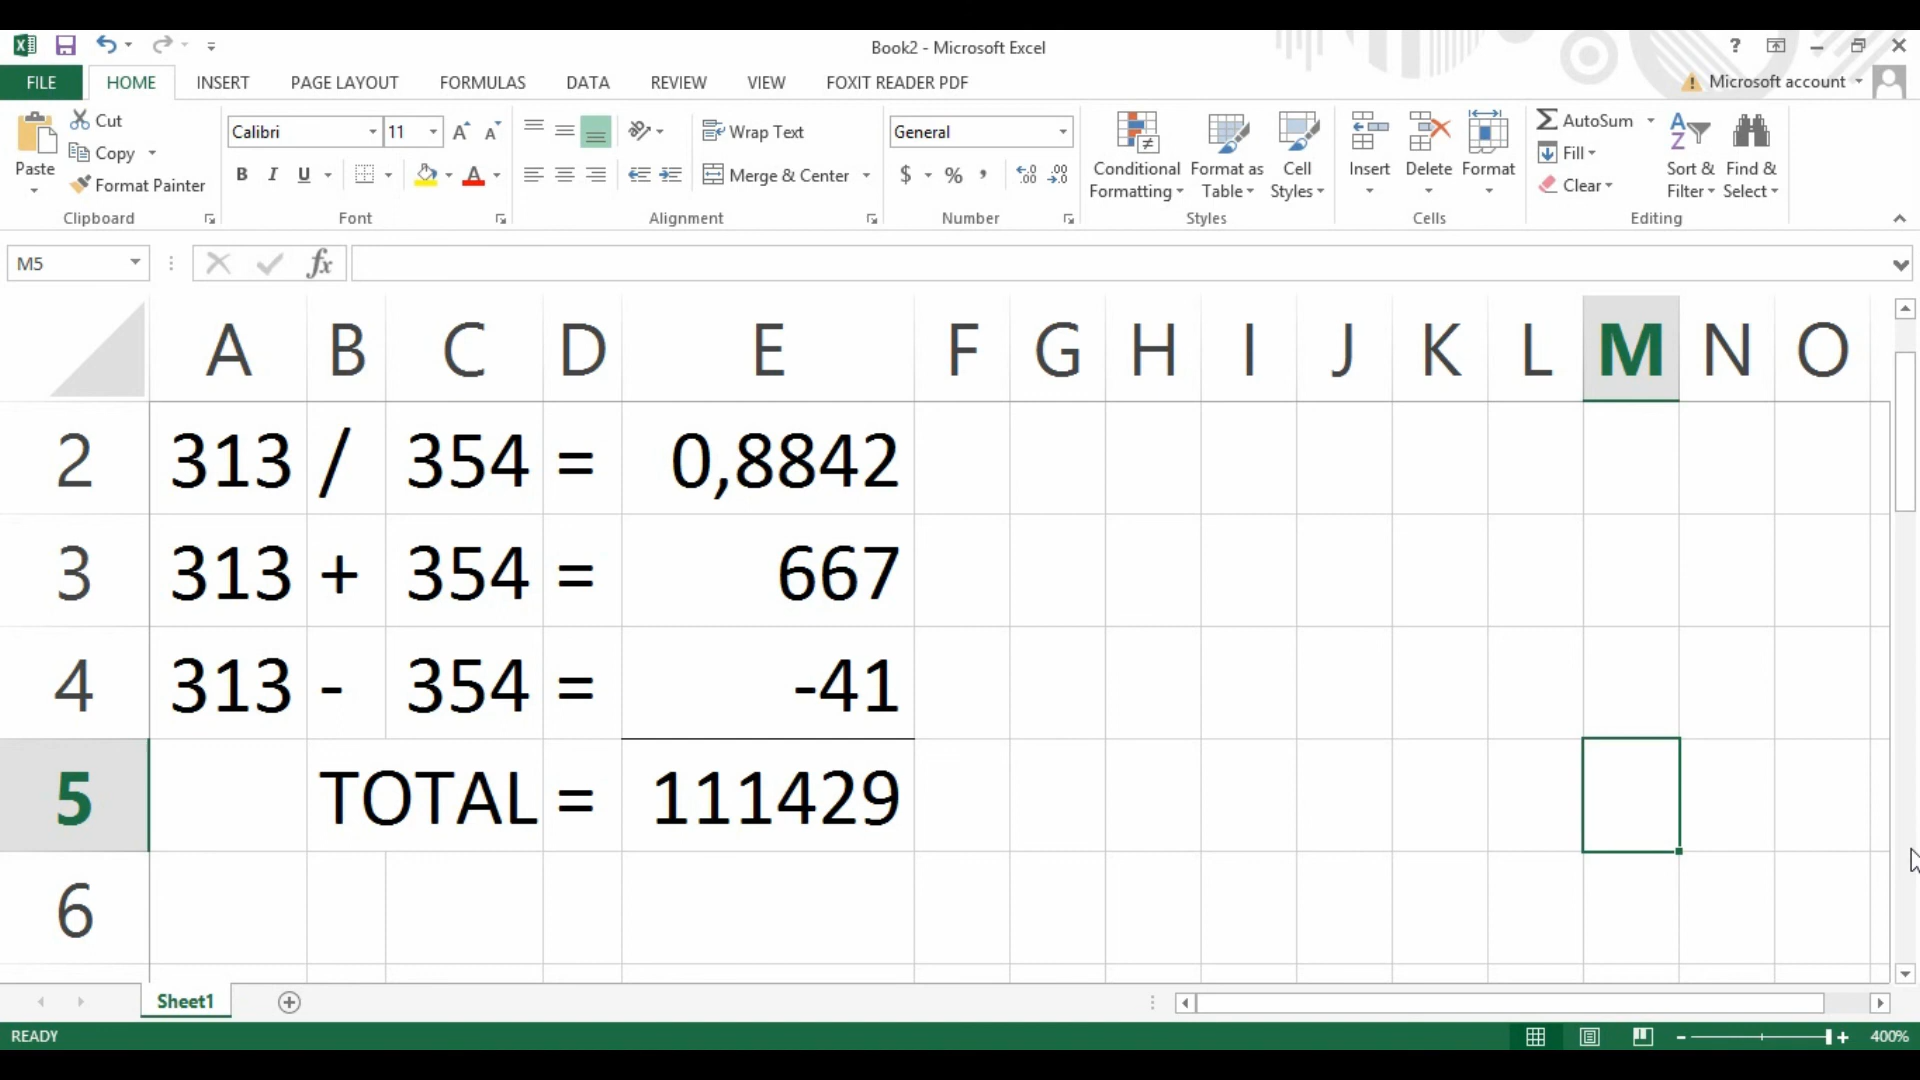 Book2 - Microsoft Excel
?
FILE HOME INSERT PAGE LAYOUT FORMULAS DATA REVIEW VIEW FOXIT READER PDF
Microsoft account
Paste
Cut
Copy
Format Painter
Clipboard
Calibri 11
B I U A
Font
Wrap Text
Merge & Center
Alignment
General
$ % ,
Number
Conditional Formatting
Format as Table
Cell Styles
Styles
Insert Delete Format
Cells
AutoSum
Fill
Clear
Sort & Filter
Find & Select
Editing
M5
fx
A B C D E F G H I J K L M N O
2 313 / 354 = 0,8842
3 313 + 354 = 667
4 313 - 354 = -41
5 TOTAL = 111429
6
Sheet1
READY
- + 400%